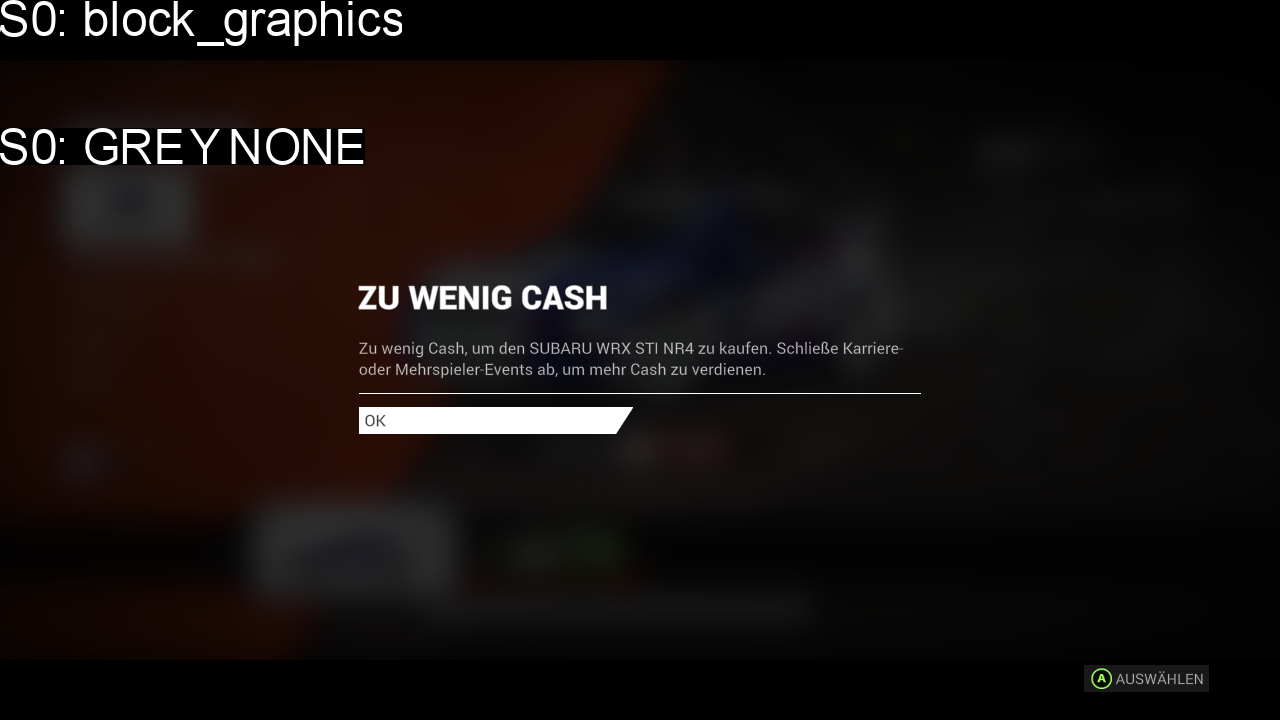 S0: block_graphics
S0: GREY NONE
ZU WENIG CASH
Zu wenig Cash, um den SUBARU WRX STI NR4 zu kaufen. Schließe Karriere-
oder Mehrspieler-Events ab, um mehr Cash zu verdienen.
OK
A AUSWÄHLEN